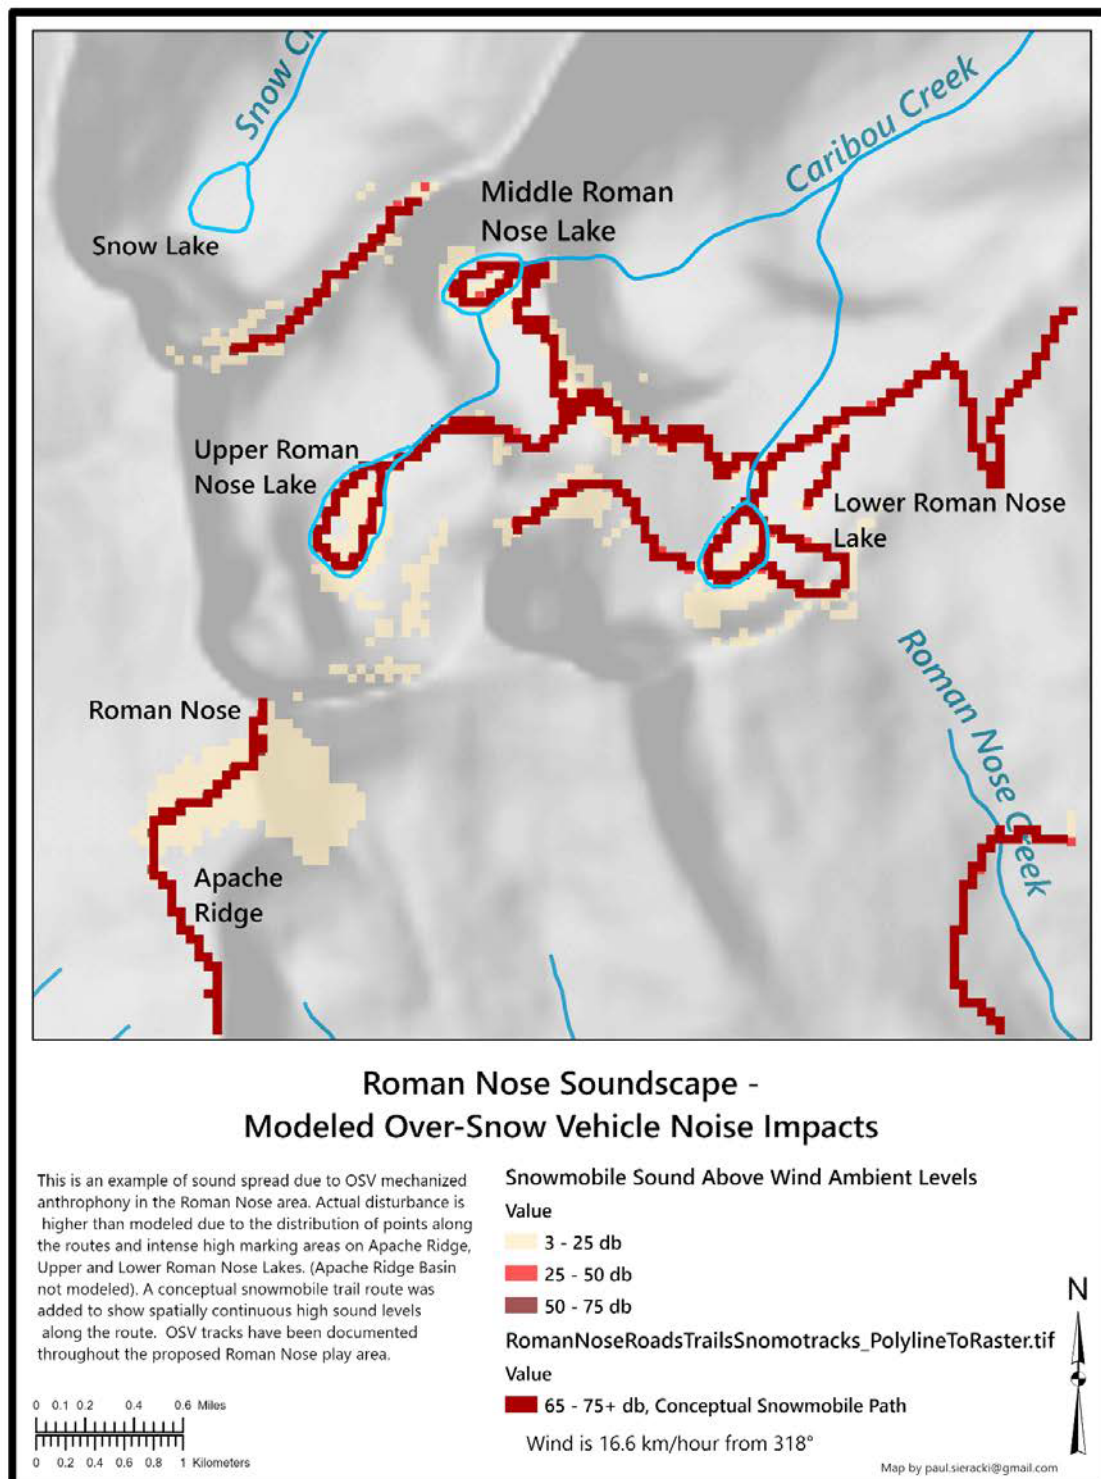 Snow C
Caribou Creek
Middle Roman
Nose Lake
Snow Lake
Upper Roman
Nose Lake
Lower Roman Nose
Lake
Roman Nose Creek
Roman Nose
Apache
Ridge
Roman Nose Soundscape -
Modeled Over-Snow Vehicle Noise Impacts
This is an example of sound spread due to OSV mechanized
anthrophony in the Roman Nose area. Actual disturbance is
higher than modeled due to the distribution of points along
the routes and intense high marking areas on Apache Ridge,
Upper and Lower Roman Nose Lakes. (Apache Ridge Basin
not modeled). A conceptual snowmobile trail route was
added to show spatially continuous high sound levels
along the route. OSV tracks have been documented
throughout the proposed Roman Nose play area.
0 0.1 0.2 0.4 0.6 Miles
0 0.2 0.4 0.6 0.8 1 Kilometers
Snowmobile Sound Above Wind Ambient Levels
Value
3 - 25 db
25 - 50 db
50 - 75 db
RomanNoseRoadsTrailsSnomotracks_PolylineToRaster.tif
Value
65 - 75+ db, Conceptual Snowmobile Path
Wind is 16.6 km/hour from 318°
N
Map by paul.sieracki@gmail.com